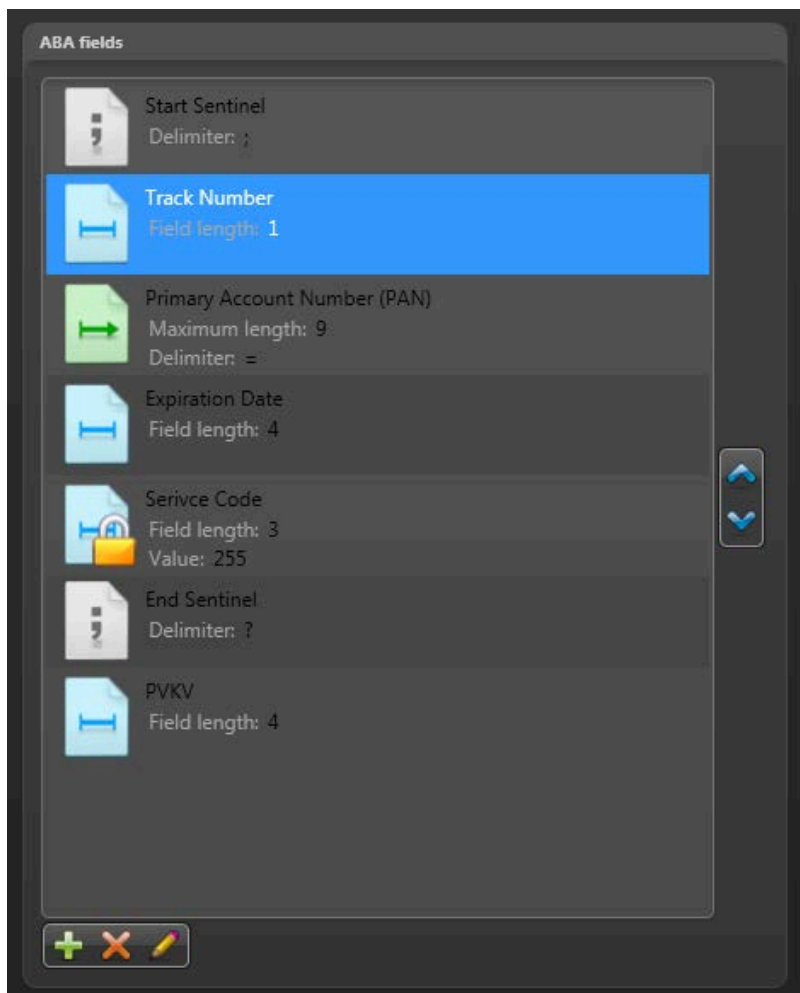 ABA fields
Start Sentinel
Delimiter: ;
Track Number
Field length: 1
Primary Account Number (PAN)
Maximum length: 9
Delimiter: =
Expiration Date
Field length: 4
Serivce Code
Field length: 3
Value: 255
End Sentinel
Delimiter: ?
PVKV
Field length: 4